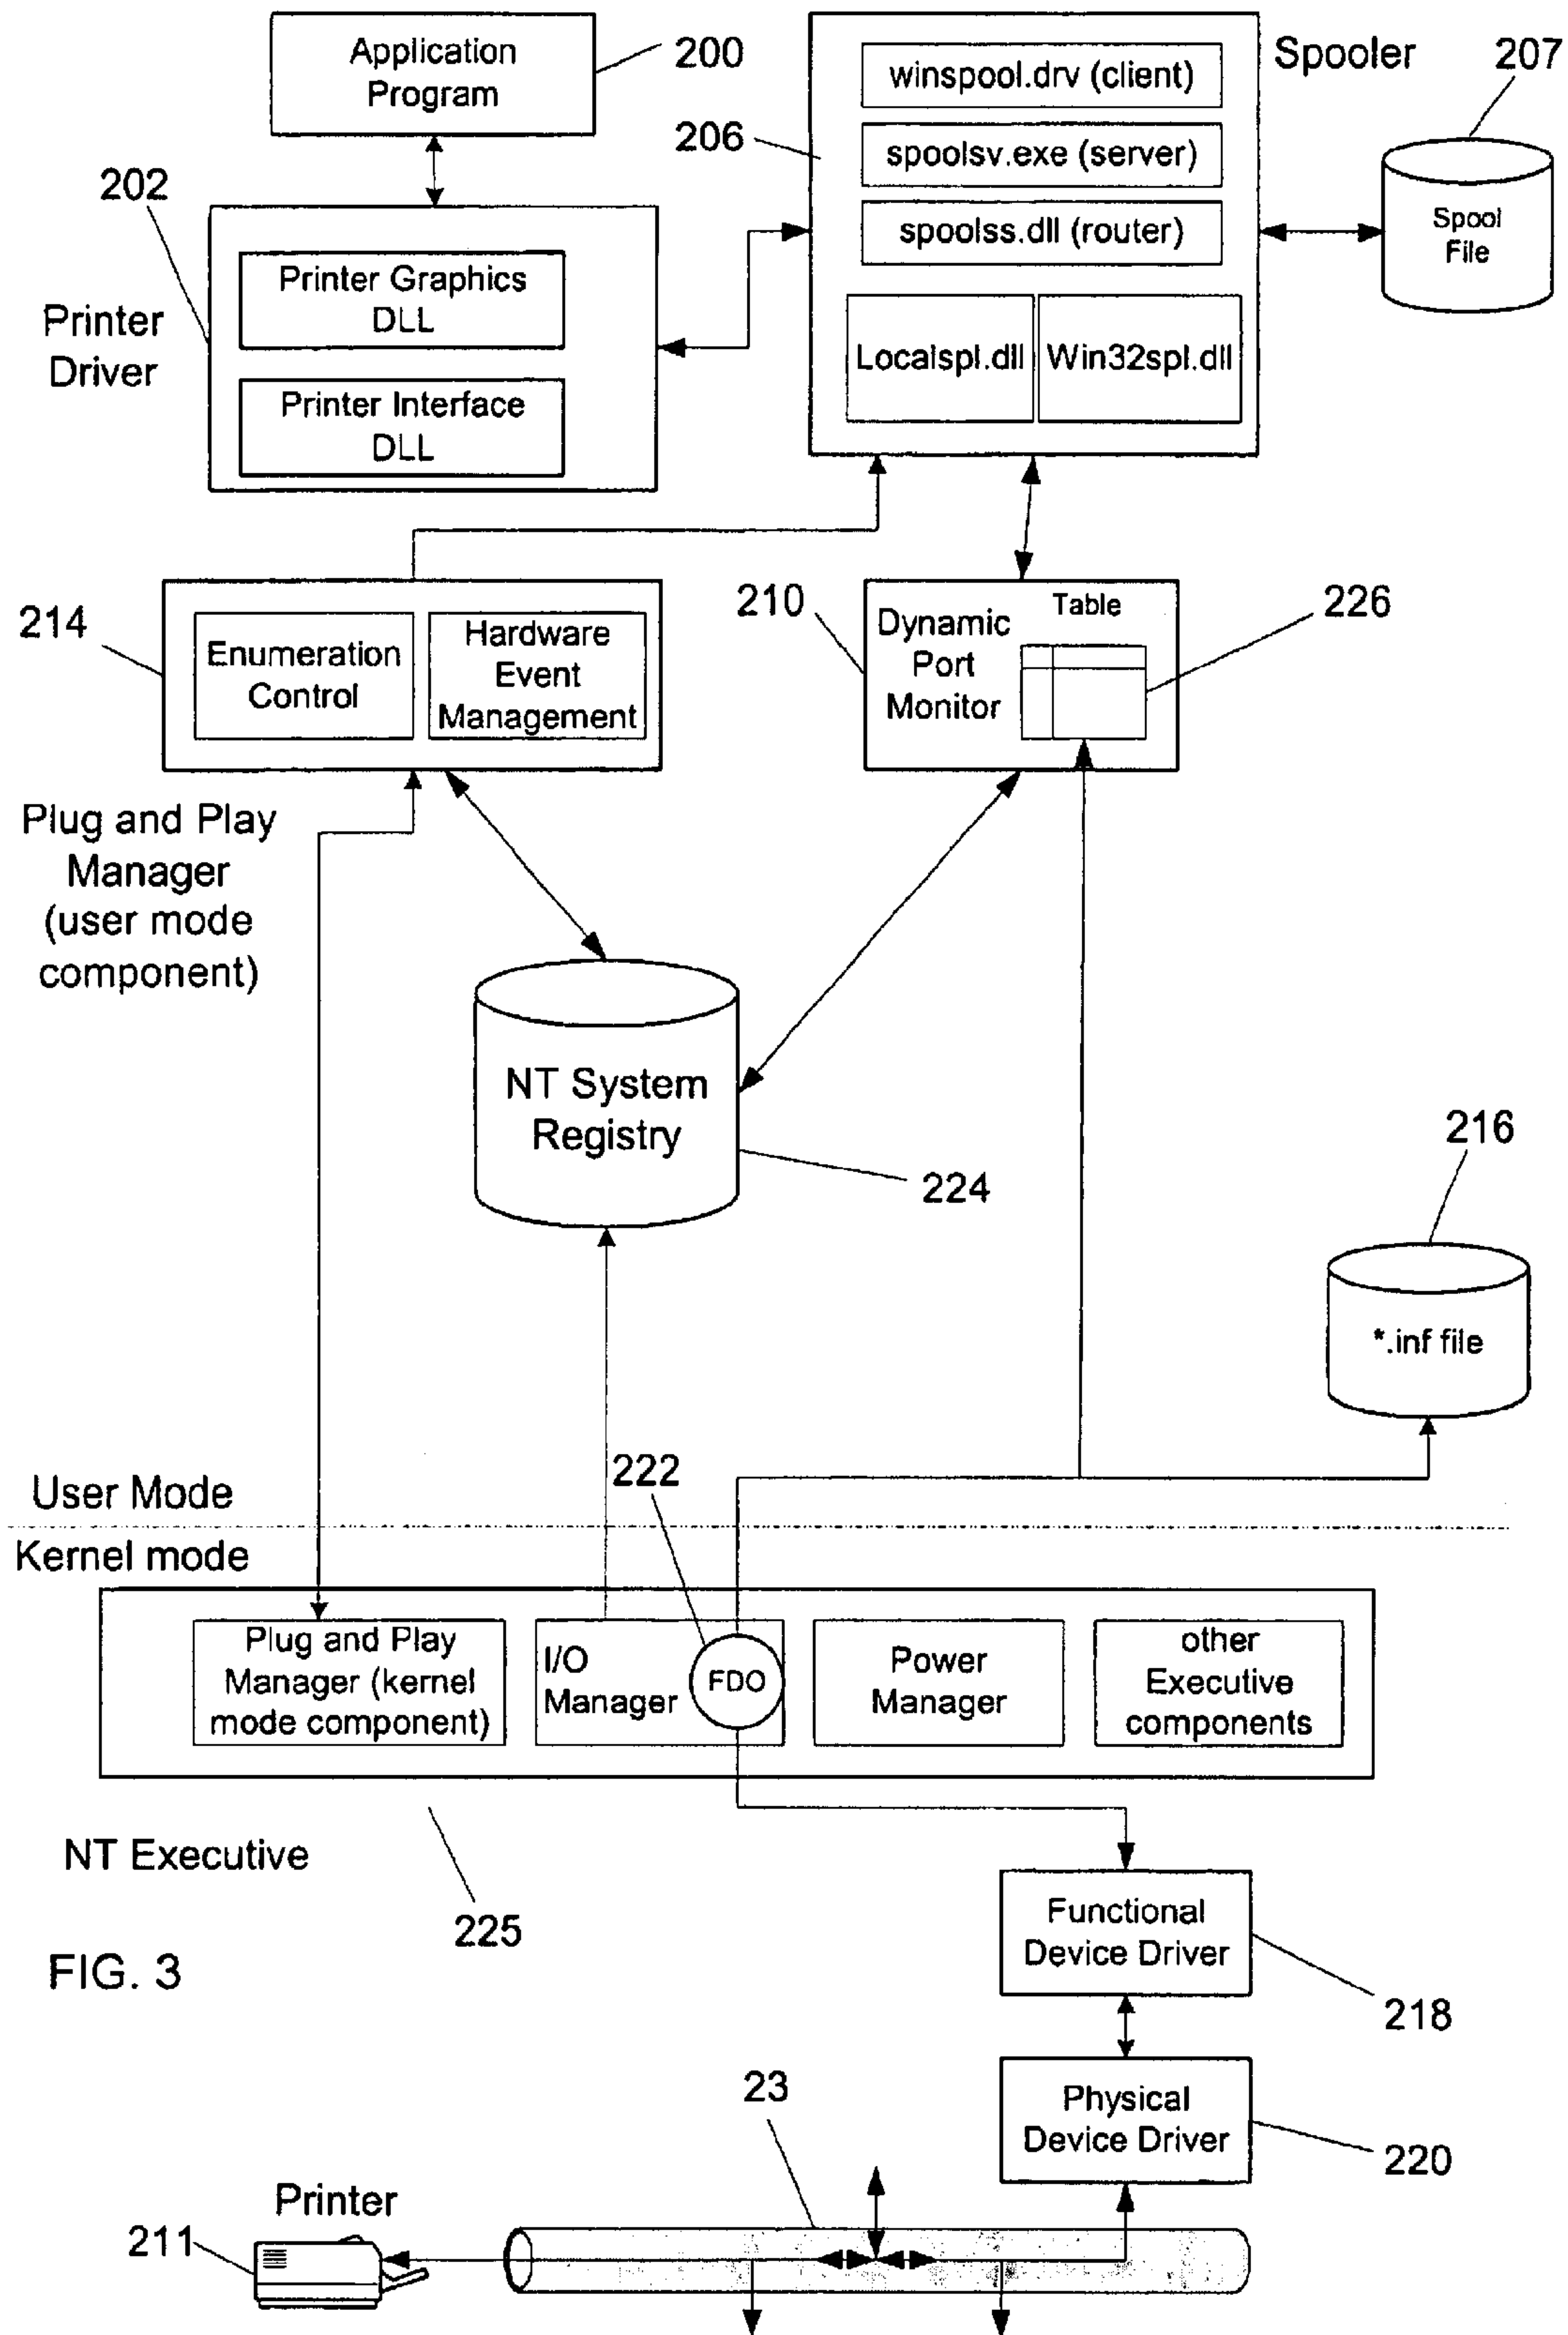 Application
Program
200
winspool.drv (client)
spoolsv.exe (server)
spoolss.dll (router)
Localspl.dll
Win32spl.dll
Spooler
206
207
Spool
File
202
Printer
Driver
Printer Graphics
DLL
Printer Interface
DLL
214
Enumeration
Control
Hardware
Event
Management
Plug and Play
Manager
(user mode
component)
210
Dynamic
Port
Monitor
Table
226
NT System
Registry
224
216
*.inf file
User Mode
Kernel mode
222
Plug and Play
Manager (kernel
mode component)
I/O
Manager
FDO
Power
Manager
other
Executive
components
NT Executive
225
FIG. 3
Functional
Device Driver
218
Physical
Device Driver
220
23
Printer
211